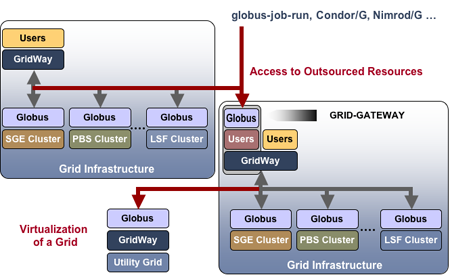 globus-job-run, Condor/G, Nimrod/G ...
Users
GridWay
Access to Outsourced Resources
Globus Globus .... Globus
SGE Cluster PBS Cluster LSF Cluster
Grid Infrastructure
GRID-GATEWAY
Globus
Users Users
GridWay
Virtualization
of a Grid
Globus
GridWay
Utility Grid
Globus Globus .... Globus
SGE Cluster PBS Cluster LSF Cluster
Grid Infrastructure